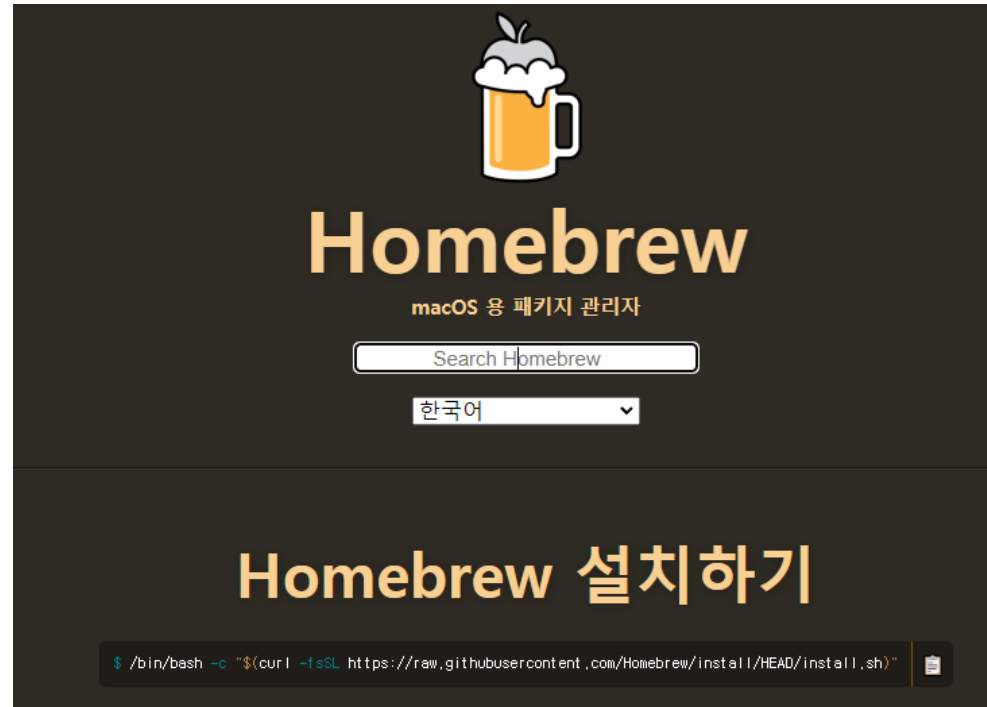 Homebrew
macOS 용 패키지 관리자
Search Homebrew
한국어
Homebrew 설치하기
$ /bin/bash -c "$(curl -fsSL https://raw.githubusercontent.com/Homebrew/install/HEAD/install.sh)"